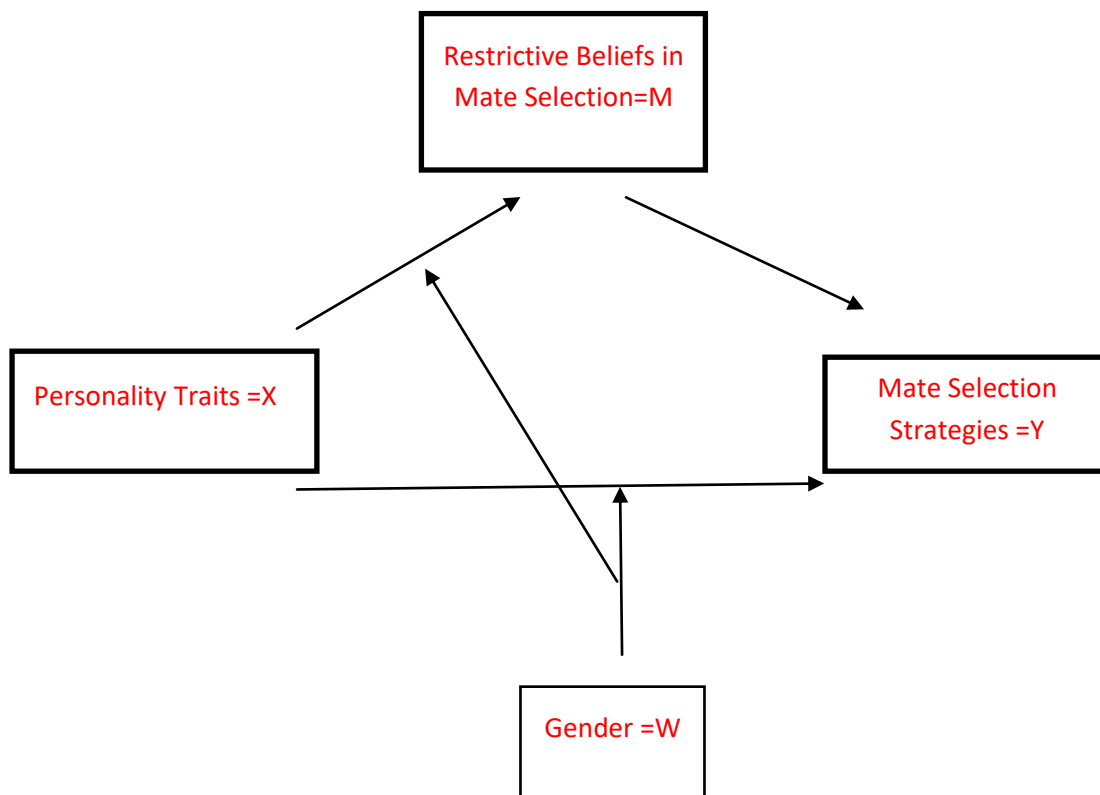 Restrictive Beliefs in
Mate Selection=M
Personality Traits =X
Mate Selection
Strategies =Y
Gender =W